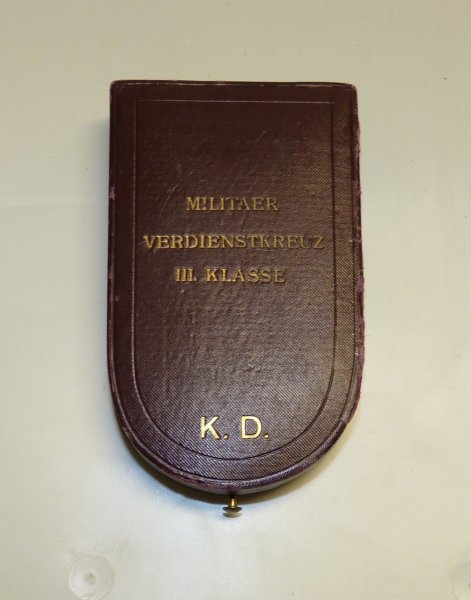 MILITAER
VERDIENSTKREUZ
III. KLASSE
K. D.